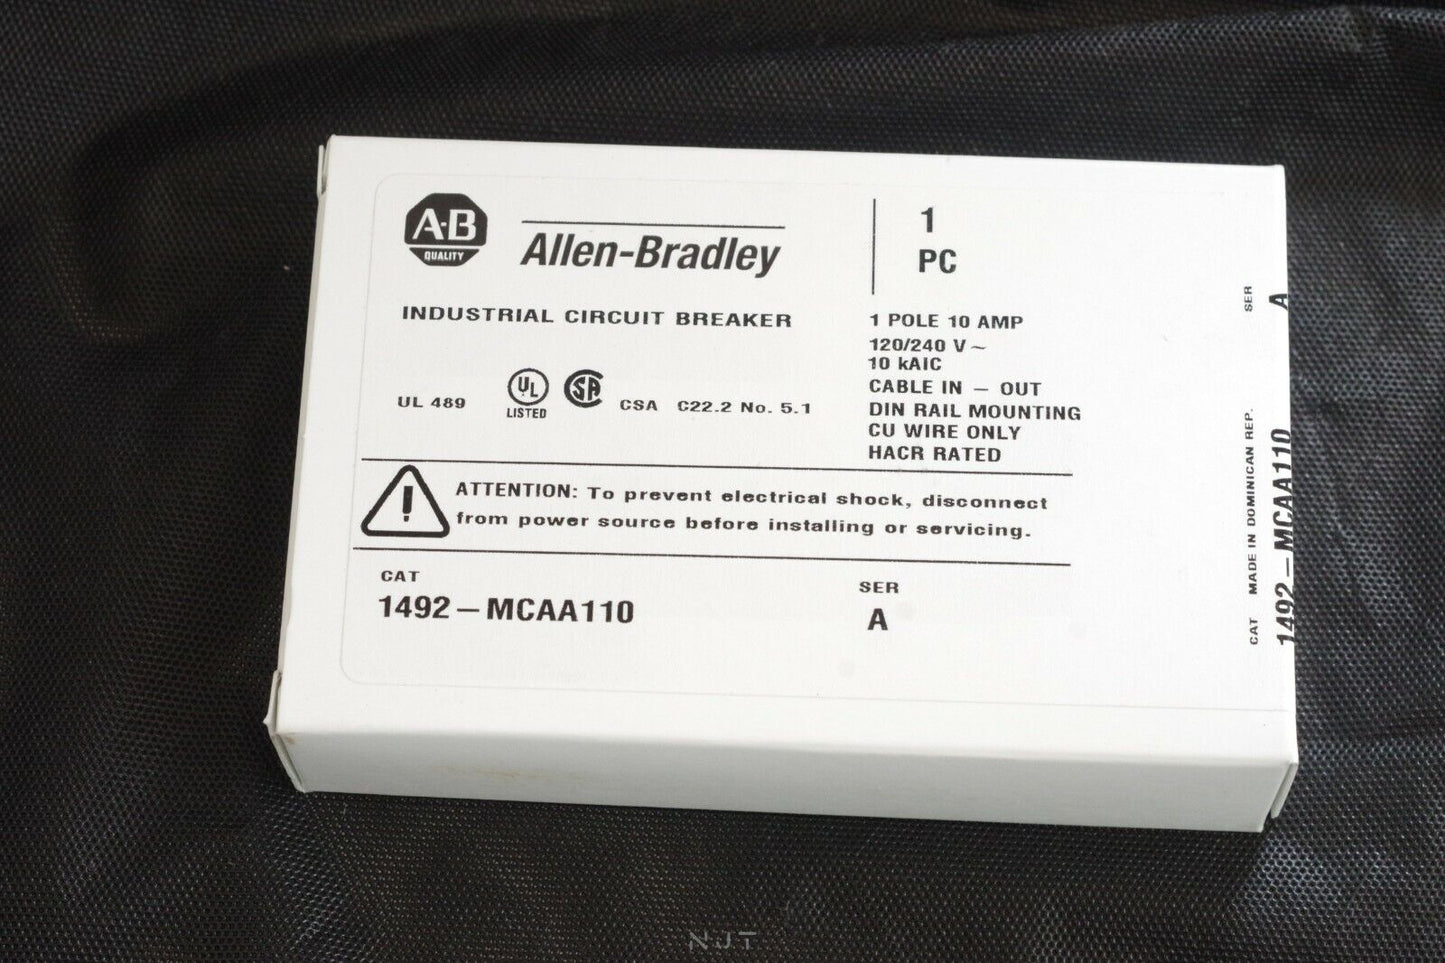 A-B
QUALITY
Allen-Bradley
1
PC
INDUSTRIAL CIRCUIT BREAKER
UL 489
UL
LISTED
SA
CSA C22.2 No. 5.1
1 POLE 10 AMP
120/240 V ~
10 kAIC
CABLE IN – OUT
DIN RAIL MOUNTING
CU WIRE ONLY
HACR RATED
!
ATTENTION: To prevent electrical shock, disconnect
from power source before installing or servicing.
CAT
1492-MCAA110
SER
A
CAT MADE IN DOMINICAN REP. SER
1492-MCAA110 A
NJT